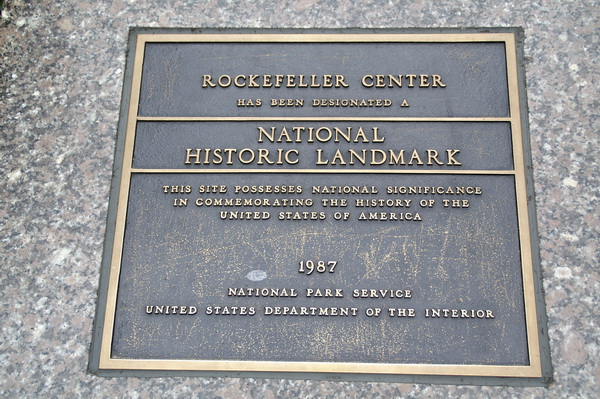 ROCKEFELLER CENTER
HAS BEEN DESIGNATED A
NATIONAL
HISTORIC LANDMARK
THIS SITE POSSESSES NATIONAL SIGNIFICANCE
IN COMMEMORATING THE HISTORY OF THE
UNITED STATES OF AMERICA
1987
NATIONAL PARK SERVICE
UNITED STATES DEPARTMENT OF THE INTERIOR